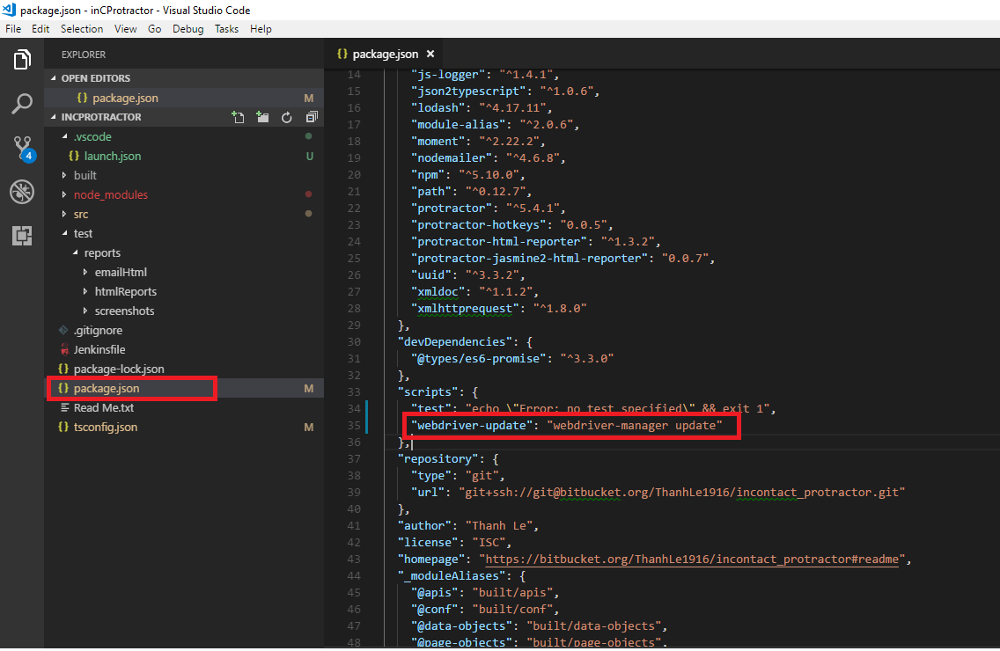 package.json - inCProtractor - Visual Studio Code
File Edit Selection View Go Debug Tasks Help
EXPLORER
OPEN EDITORS
{} package.json M
INCPROTRACTOR
.vscode
{} launch.json U
built
node_modules
src
test
reports
emailHtml
htmlReports
screenshots
.gitignore
Jenkinsfile
{} package-lock.json
{} package.json M
Read Me.txt
{} tsconfig.json M
4
{} package.json ×
14 "js-logger": "^1.4.1",
15 "json2typescript": "^1.0.6",
16 "lodash": "^4.17.11",
17 "module-alias": "^2.0.6",
18 "moment": "^2.22.2",
19 "nodemailer": "^4.6.8",
20 "npm": "^5.10.0",
21 "path": "^0.12.7",
22 "protractor": "^5.4.1",
23 "protractor-hotkeys": "0.0.5",
24 "protractor-html-reporter": "^1.3.2",
25 "protractor-jasmine2-html-reporter": "0.0.7",
26 "uuid": "^3.3.2",
27 "xmldoc": "^1.1.2",
28 "xmlhttprequest": "^1.8.0"
29 },
30 "devDependencies": {
31 "@types/es6-promise": "^3.3.0"
32 },
33 "scripts": {
34 "test": "echo \"Error: no test specified\" && exit 1",
35 "webdriver-update": "webdriver-manager update"
36 },
37 "repository": {
38 "type": "git",
39 "url": "git+ssh://git@bitbucket.org/ThanhLe1916/incontact_protractor.git"
40 },
41 "author": "Thanh Le",
42 "license": "ISC",
43 "homepage": "https://bitbucket.org/ThanhLe1916/incontact_protractor#readme",
44 "_moduleAliases": {
45 "@apis": "built/apis",
46 "@conf": "built/conf",
47 "@data-objects": "built/data-objects",
48 "@page-objects": "built/page-objects",